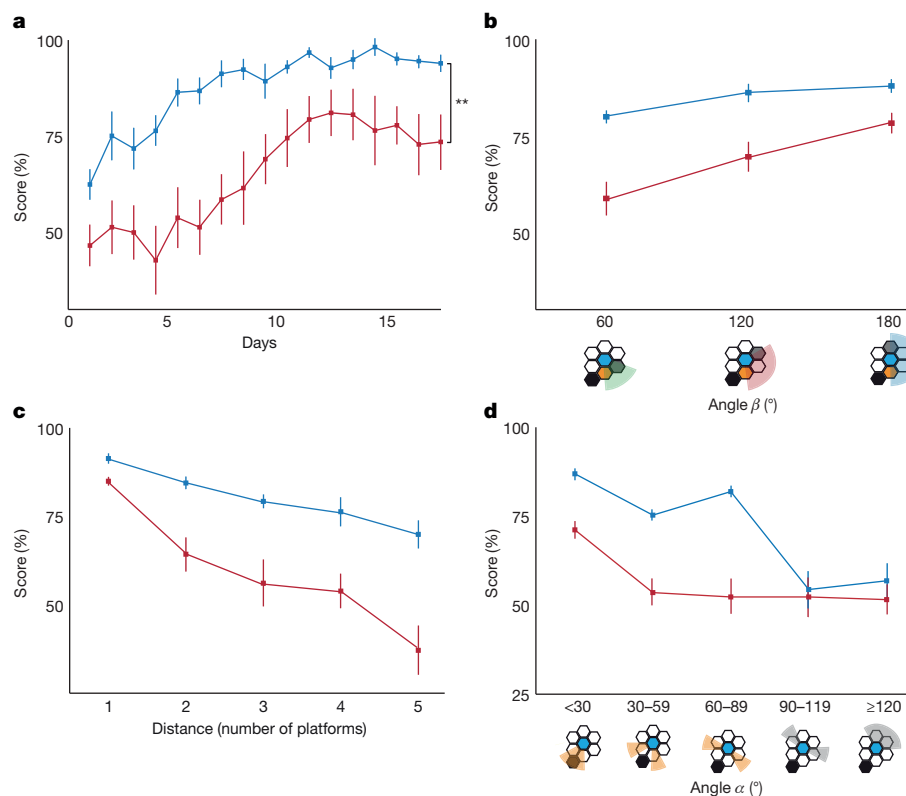 a
100
75
50
Score (%)
**
0
5
10
15
Days
b
100
75
50
Score (%)
60
120
180
Angle β (°)
c
100
75
50
Score (%)
1
2
3
4
5
Distance (number of platforms)
d
100
75
50
25
Score (%)
<30
30–59
60–89
90–119
≥120
Angle α (°)